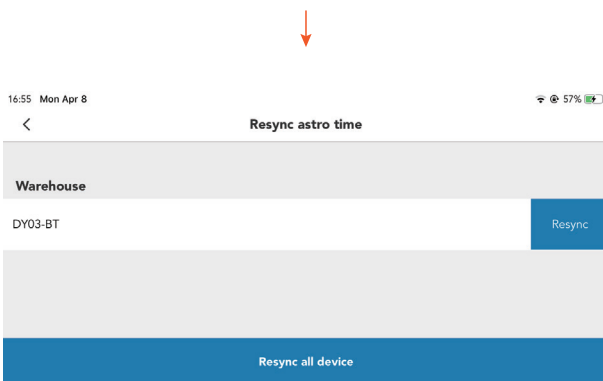 16:55 Mon Apr 8 57%
Resync astro time
Warehouse
DY03-BT Resync
Resync all device